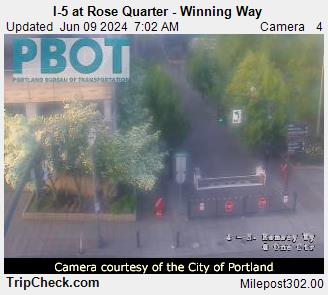 I-5 at Rose Quarter - Winning Way
Updated Jun 09 2024 7:02 AM Camera 4
PBOT
PORTLAND BUREAU OF TRANSPORTATION
Camera courtesy of the City of Portland
TripCheck.com Milepost302.00